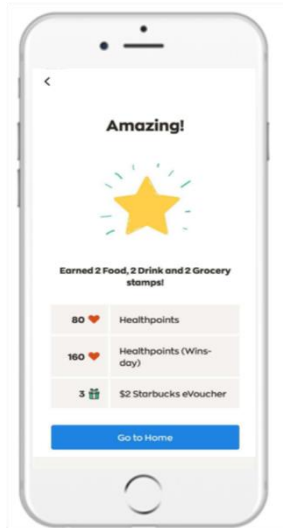 Amazing!
Earned 2 Food, 2 Drink and 2 Grocery
stamps!
80 Healthpoints
160 Healthpoints (Wins-
day)
3 $2 Starbucks eVoucher
Go to Home